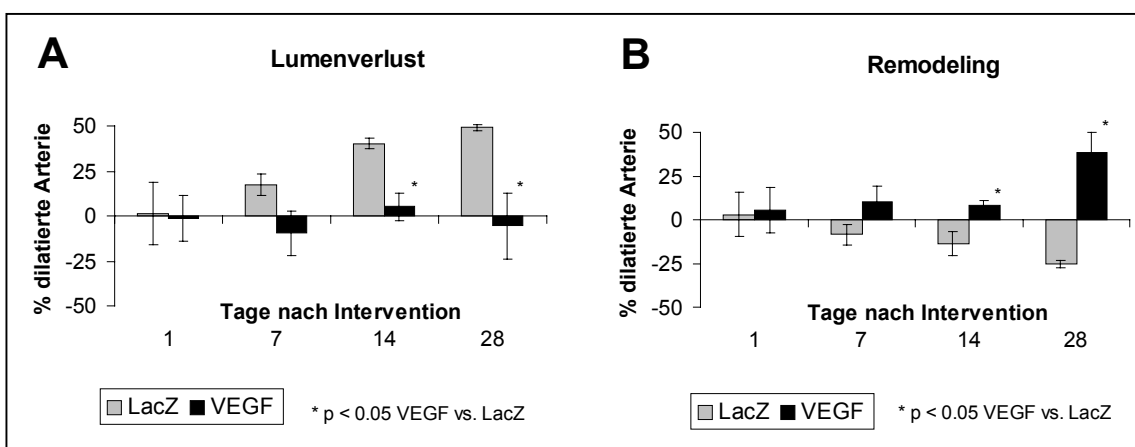 A
Lumenverlust
% dilatierte Arterie
50
25
0
-25
-50
*
*
Tage nach Intervention
1 7 14 28
LacZ VEGF
* p < 0.05 VEGF vs. LacZ
B
Remodeling
% dilatierte Arterie
50
25
0
-25
-50
*
*
Tage nach Intervention
1 7 14 28
LacZ VEGF
* p < 0.05 VEGF vs. LacZ